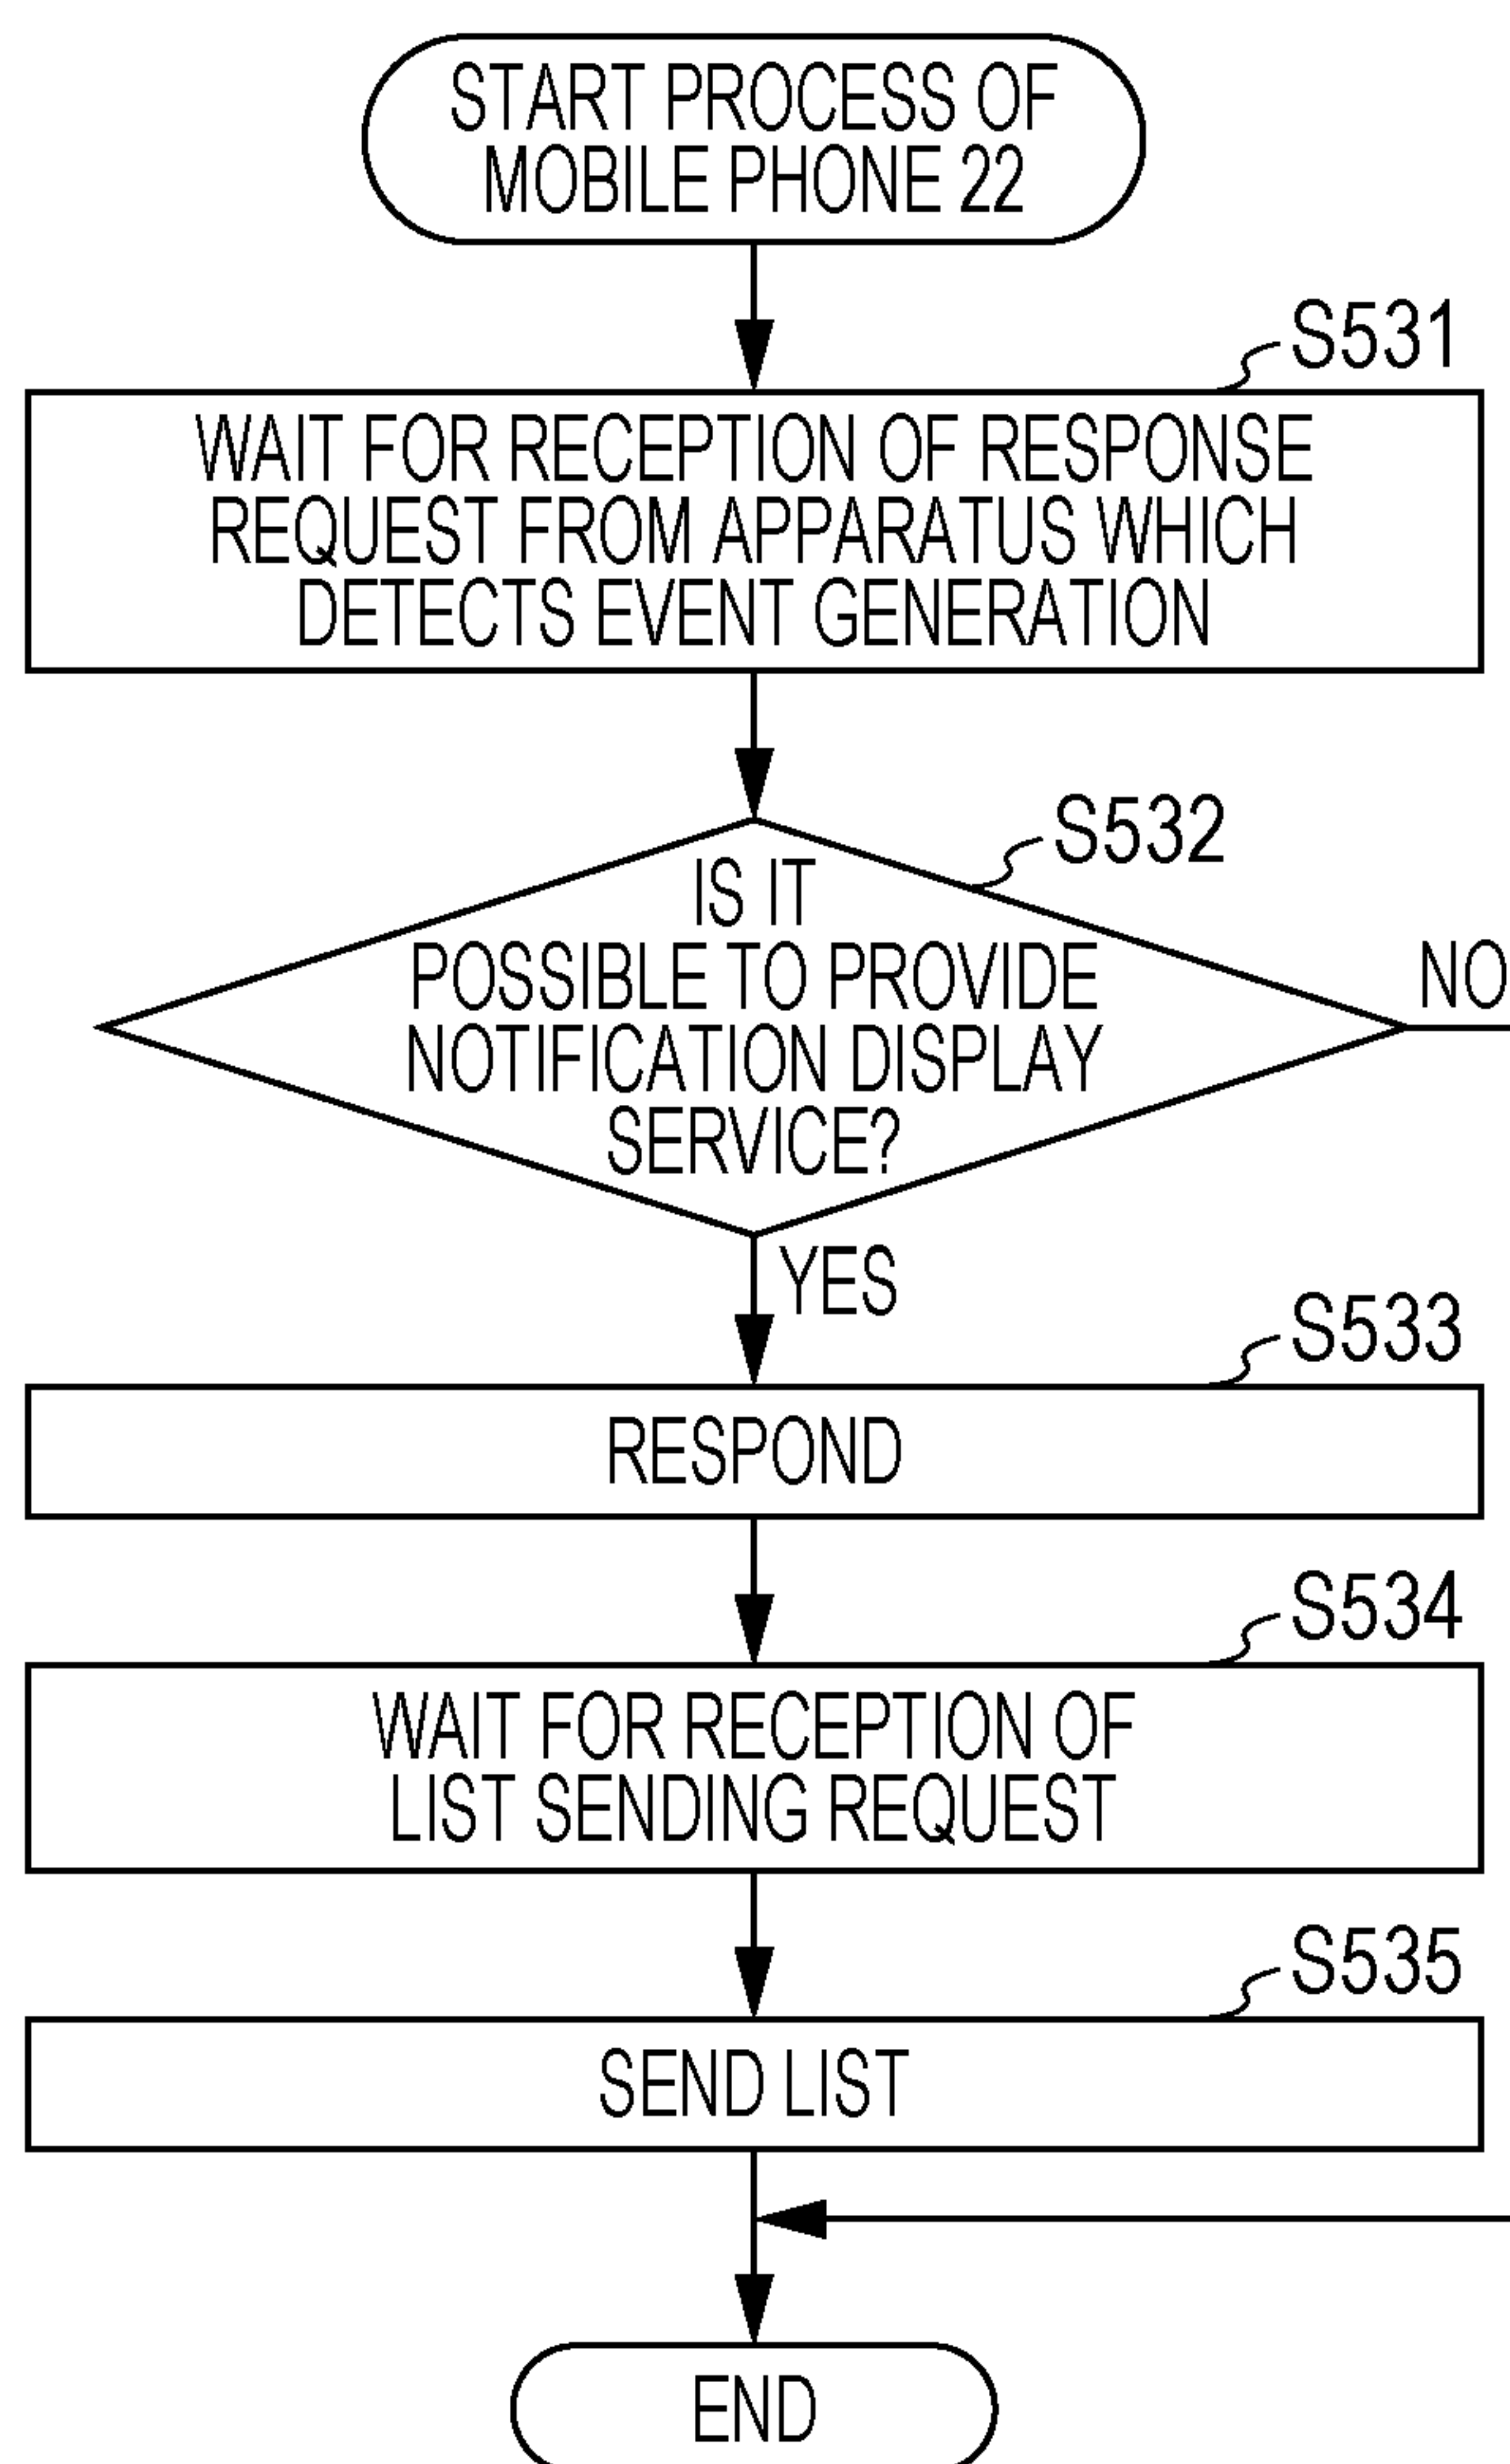 START PROCESS OF
MOBILE PHONE 22
S531
WAIT FOR RECEPTION OF RESPONSE
REQUEST FROM APPARATUS WHICH
DETECTS EVENT GENERATION
S532
IS IT
POSSIBLE TO PROVIDE
NOTIFICATION DISPLAY
SERVICE?
NO
YES
S533
RESPOND
S534
WAIT FOR RECEPTION OF
LIST SENDING REQUEST
S535
SEND LIST
END